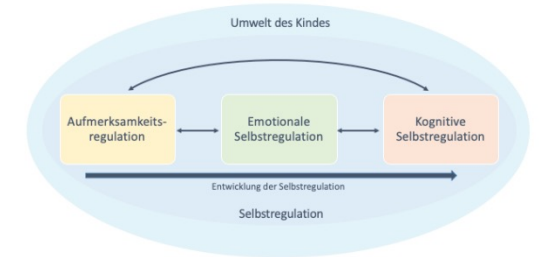 Umwelt des Kindes
Aufmerksamkeits-
regulation
Emotionale
Selbstregulation
Kognitive
Selbstregulation
Entwicklung der Selbstregulation
Selbstregulation